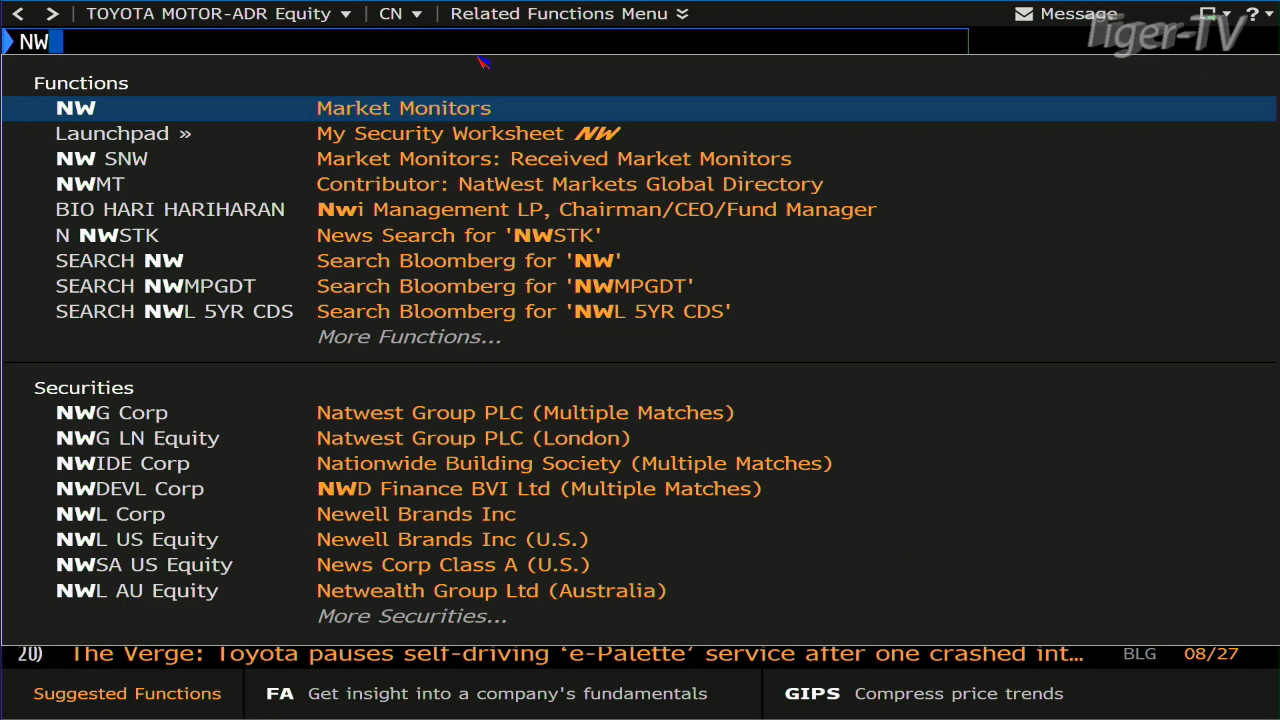 < > TOYOTA MOTOR-ADR Equity CN Related Functions Menu Message ?
Tiger-TV
NW
Functions
NW Market Monitors
Launchpad » My Security Worksheet NW
NW SNW Market Monitors: Received Market Monitors
NWMT Contributor: NatWest Markets Global Directory
BIO HARI HARIHARAN Nwi Management LP, Chairman/CEO/Fund Manager
N NWSTK News Search for 'NWSTK'
SEARCH NW Search Bloomberg for 'NW'
SEARCH NWMPGDT Search Bloomberg for 'NWMPGDT'
SEARCH NWL 5YR CDS Search Bloomberg for 'NWL 5YR CDS'
More Functions...
Securities
NWG Corp Natwest Group PLC (Multiple Matches)
NWG LN Equity Natwest Group PLC (London)
NWIDE Corp Nationwide Building Society (Multiple Matches)
NWDEVL Corp NWD Finance BVI Ltd (Multiple Matches)
NWL Corp Newell Brands Inc
NWL US Equity Newell Brands Inc (U.S.)
NWSA US Equity News Corp Class A (U.S.)
NWL AU Equity Netwealth Group Ltd (Australia)
More Securities...
20) The Verge: Toyota pauses self-driving ‘e-Palette’ service after one crashed int... BLG 08/27
Suggested Functions FA Get insight into a company's fundamentals GIPS Compress price trends